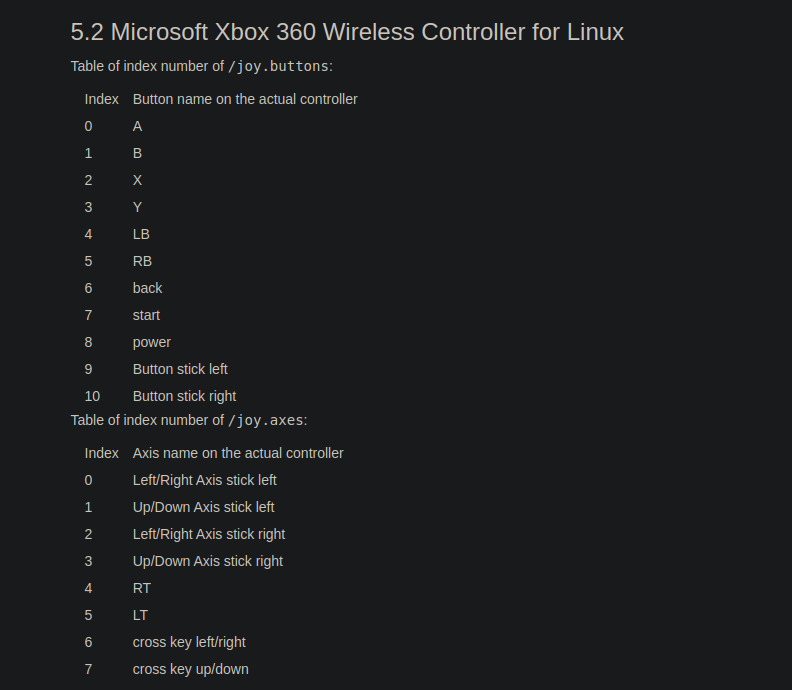 5.2 Microsoft Xbox 360 Wireless Controller for Linux
Table of index number of /joy.buttons:
Index Button name on the actual controller
0 A
1 B
2 X
3 Y
4 LB
5 RB
6 back
7 start
8 power
9 Button stick left
10 Button stick right
Table of index number of /joy.axes:
Index Axis name on the actual controller
0 Left/Right Axis stick left
1 Up/Down Axis stick left
2 Left/Right Axis stick right
3 Up/Down Axis stick right
4 RT
5 LT
6 cross key left/right
7 cross key up/down